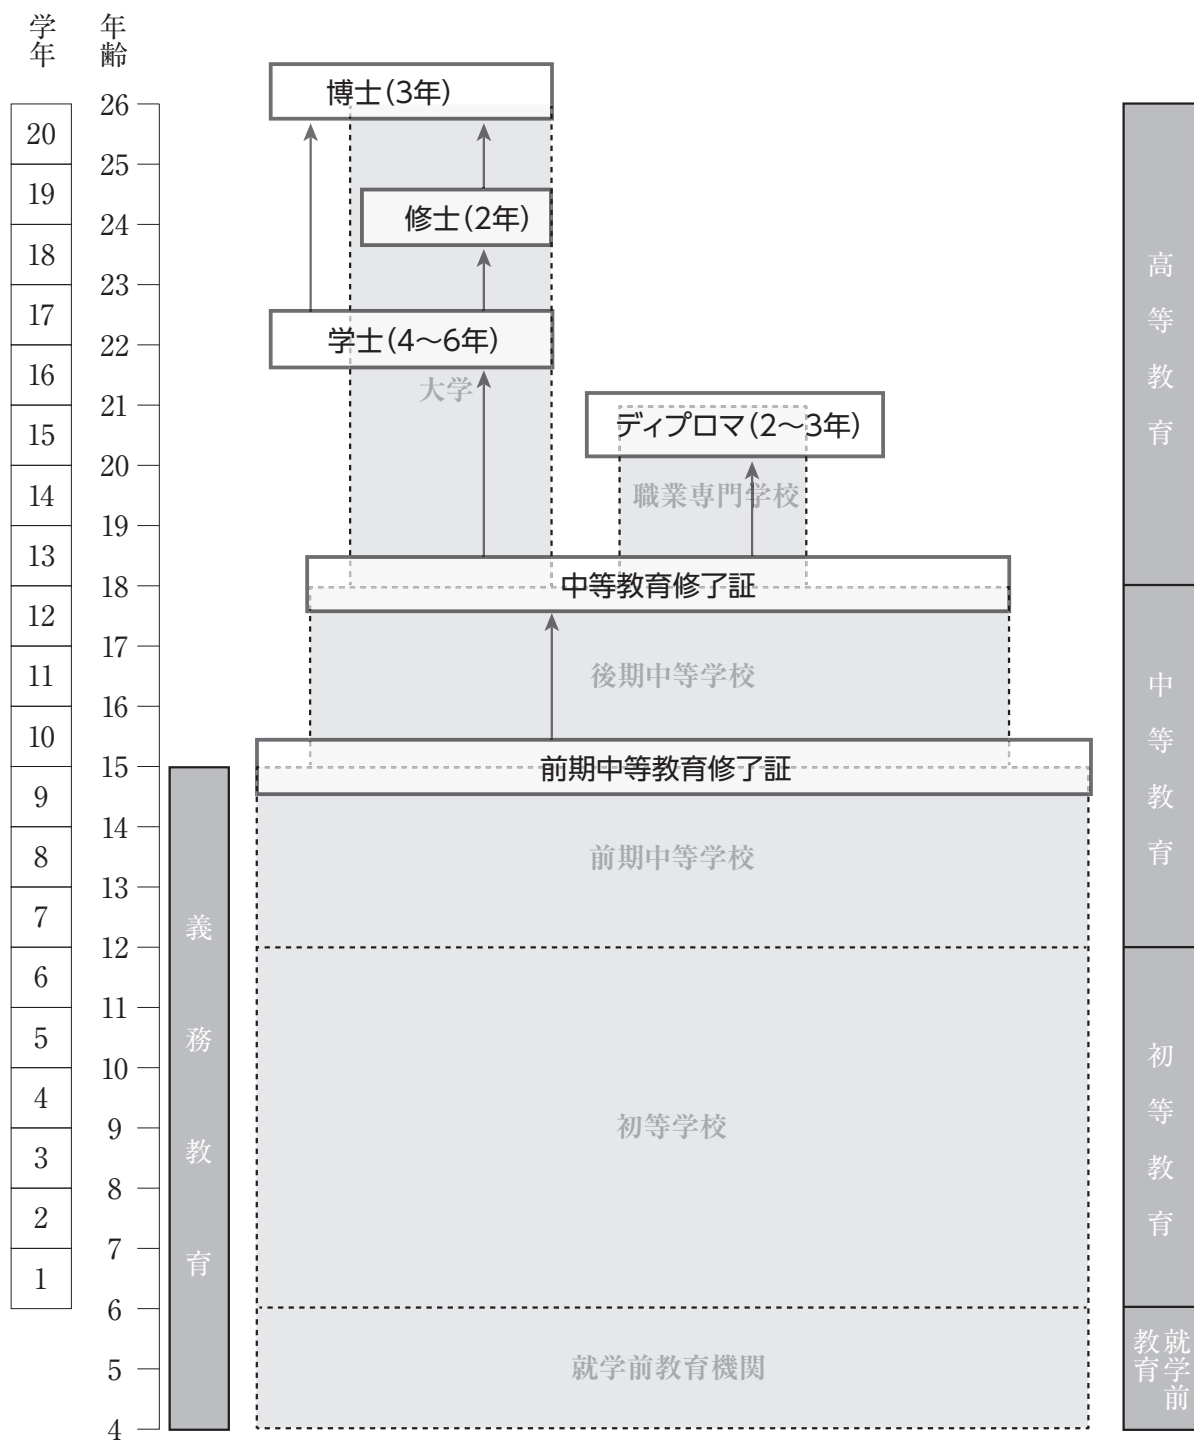 学年
年齢
20
19
18
17
16
15
14
13
12
11
10
9
8
7
6
5
4
3
2
1
26
25
24
23
22
21
20
19
18
17
16
15
14
13
12
11
10
9
8
7
6
5
4
義務教育
博士(3年)
修士(2年)
学士(4〜6年)
大学
ディプロマ(2〜3年)
職業専門学校
中等教育修了証
後期中等学校
前期中等教育修了証
前期中等学校
初等学校
就学前教育機関
高等教育
中等教育
初等教育
就学前
教育